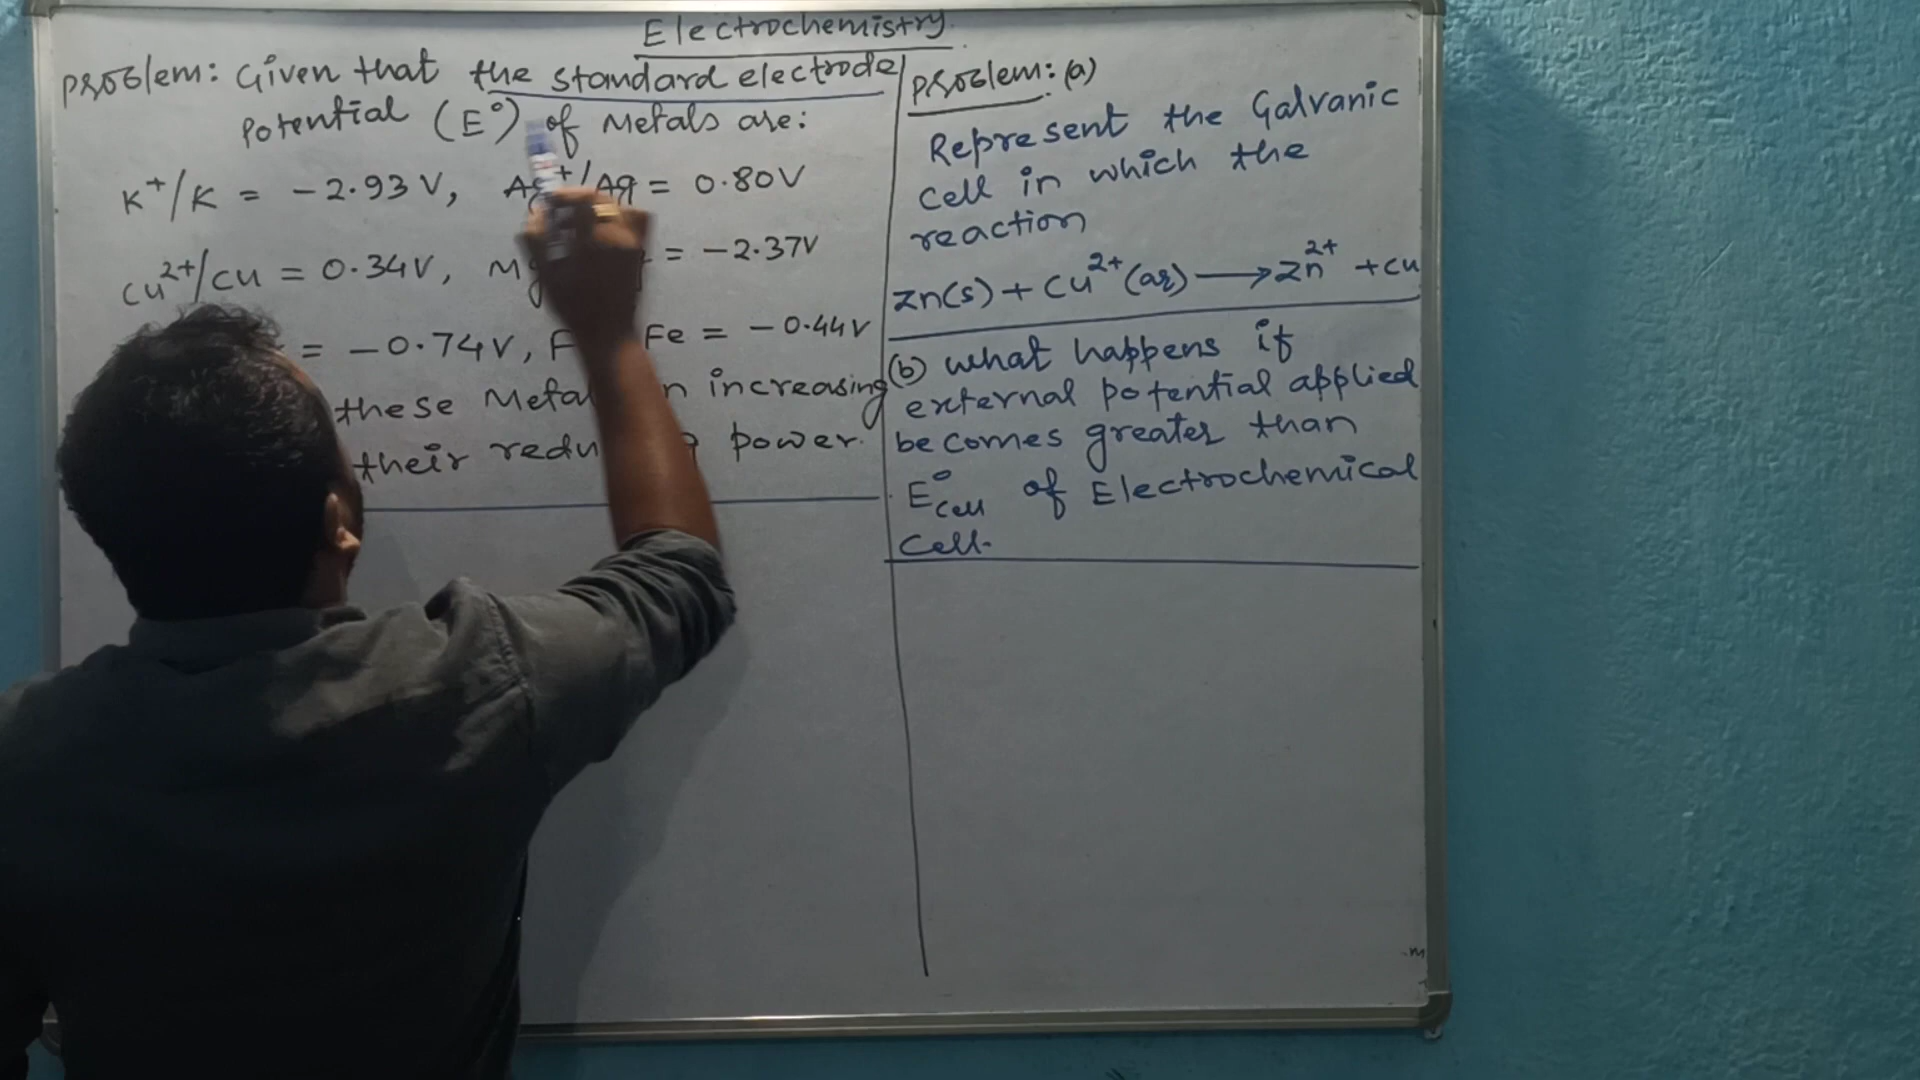 Electrochemistry
Problem: Given that the standard electrode
Potential (E°) of Metals are:
K⁺/K = -2.93 V, Ag⁺/Ag = 0.80V
Cu²⁺/Cu = 0.34V, = -2.37V
= -0.74V, Fe = -0.44V
these increasing
their power.
Problem: (a)
Represent the Galvanic
cell in which the
reaction
Zn(s) + Cu²⁺(aq) ⟶ Zn²⁺ + Cu
(b) what happens if
external potential applied
becomes greater than
E°cell of Electrochemical
Cell.